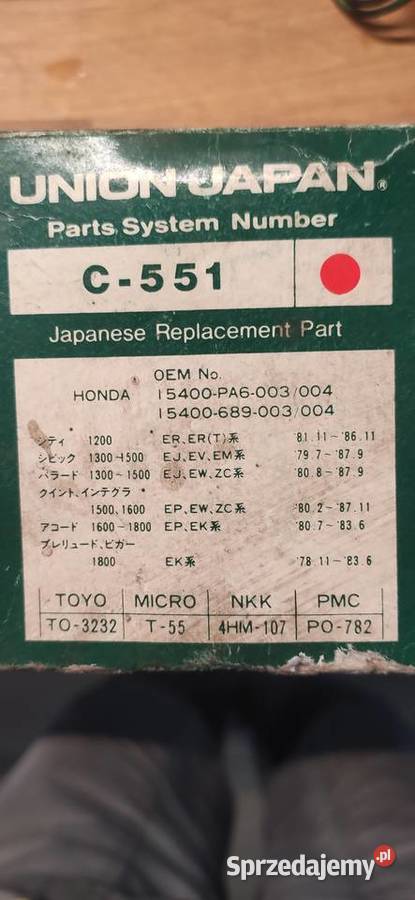 UNION JAPAN®
Parts System Number
C-551
Japanese Replacement Part
OEM No.
HONDA 15400-PA6-003/004
15400-689-003/004
シティ 1200 ER、ER(T)系 '81.11~'86.11
シビック 1300~1500 EJ、EV、EM系 '79.7~'87.9
バラード 1300~1500 EJ、EW、ZC系 '80.8~'87.9
クイント、インテグラ
1500、1600 EP、EW、ZC系 '80.2~'87.11
アコード 1600~1800 EP、EK系 '80.7~'83.6
プレリュード、ビガー
1800 EK系 '78.11~'83.6
TOYO MICRO NKK PMC
TO-3232 T-55 4HM-107 PO-782
Sprzedajemy.pl